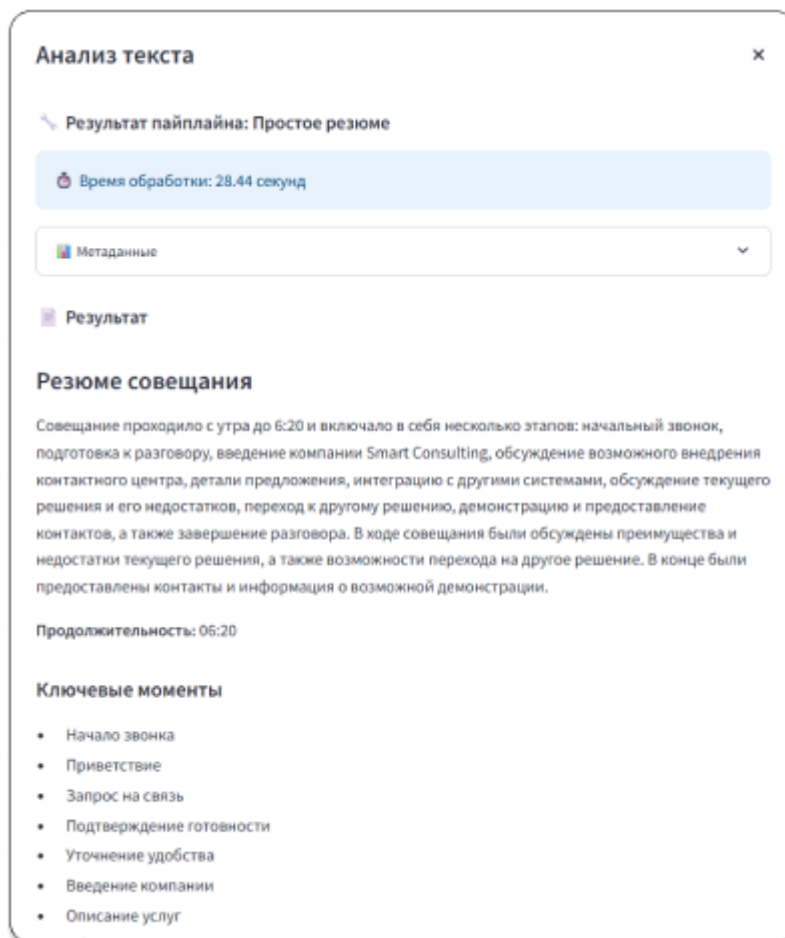 Анализ текста
×
Результат пайплайна: Простое резюме
Время обработки: 28.44 секунд
Метаданные
Результат
Резюме совещания
Совещание проходило с утра до 6:20 и включало в себя несколько этапов: начальный звонок,
подготовка к разговору, введение компании Smart Consulting, обсуждение возможного внедрения
контактного центра, детали предложения, интеграцию с другими системами, обсуждение текущего
решения и его недостатков, переход к другому решению, демонстрацию и предоставление
контактов, а также завершение разговора. В ходе совещания были обсуждены преимущества и
недостатки текущего решения, а также возможности перехода на другое решение. В конце были
предоставлены контакты и информация о возможной демонстрации.
Продолжительность: 06:20
Ключевые моменты
• Начало звонка
• Приветствие
• Запрос на связь
• Подтверждение готовности
• Уточнение удобства
• Введение компании
• Описание услуг